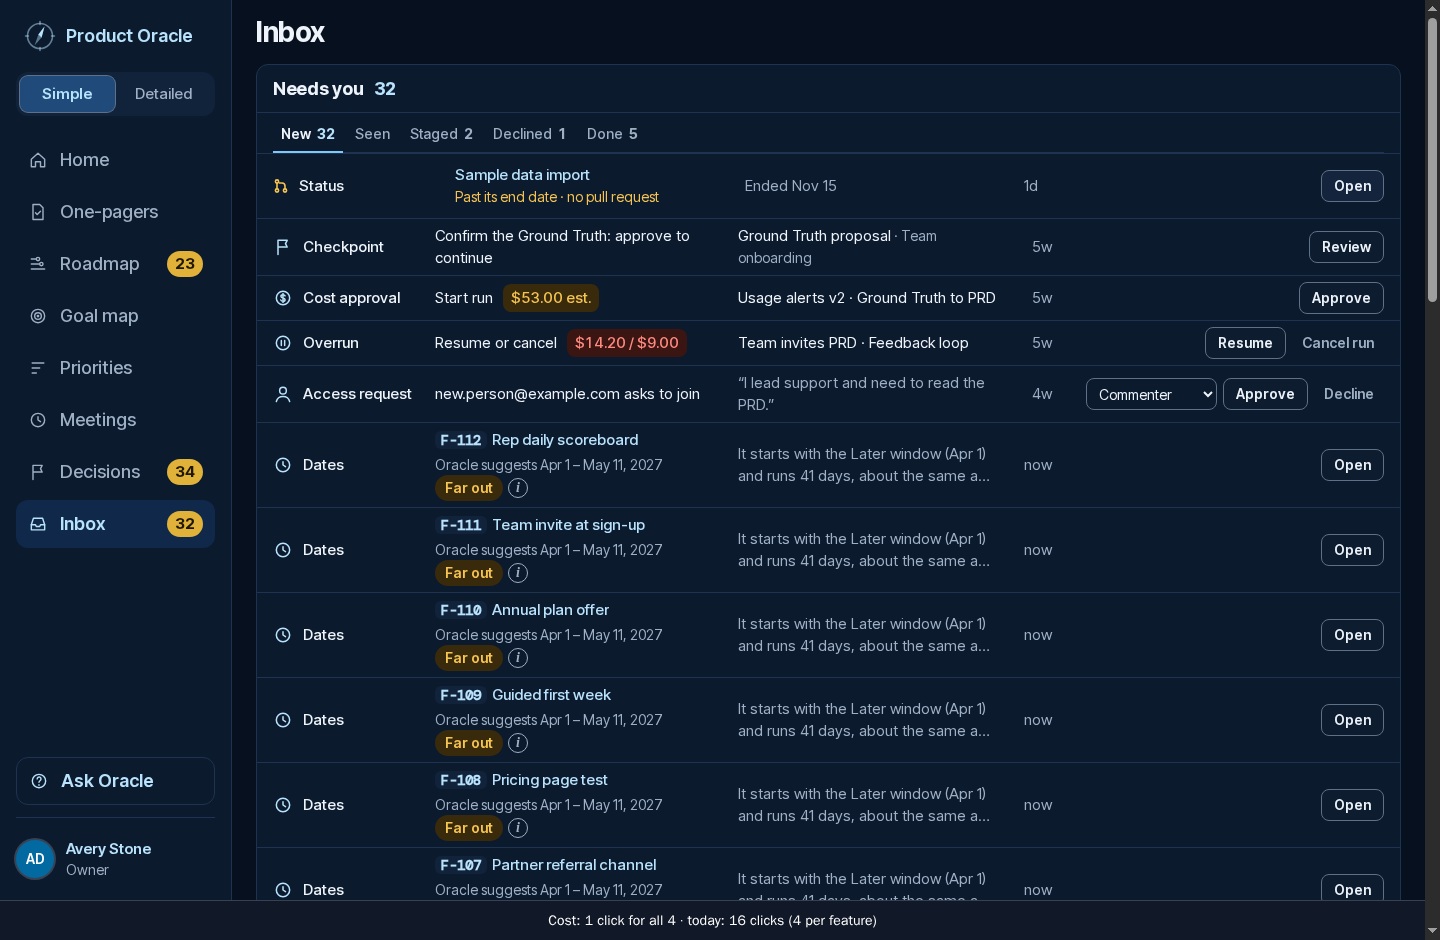 Product Oracle
Simple
Detailed
Home
One-pagers
Roadmap 23
Goal map
Priorities
Meetings
Decisions 34
Inbox 32
Ask Oracle
AD
Avery Stone
Owner
Inbox
Needs you 32
New 32
Seen
Staged 2
Declined 1
Done 5
Status
Sample data import
Past its end date · no pull request
Ended Nov 15
1d
Open
Checkpoint
Confirm the Ground Truth: approve to
continue
Ground Truth proposal · Team
onboarding
5w
Review
Cost approval
Start run $53.00 est.
Usage alerts v2 · Ground Truth to PRD
5w
Approve
Overrun
Resume or cancel $14.20 / $9.00
Team invites PRD · Feedback loop
5w
Resume
Cancel run
Access request
new.person@example.com asks to join
“I lead support and need to read the
PRD.”
4w
Commenter
Approve
Decline
Dates
F-112 Rep daily scoreboard
Oracle suggests Apr 1 – May 11, 2027
Far out i
It starts with the Later window (Apr 1)
and runs 41 days, about the same a…
now
Open
Dates
F-111 Team invite at sign-up
Oracle suggests Apr 1 – May 11, 2027
Far out i
It starts with the Later window (Apr 1)
and runs 41 days, about the same a…
now
Open
Dates
F-110 Annual plan offer
Oracle suggests Apr 1 – May 11, 2027
Far out i
It starts with the Later window (Apr 1)
and runs 41 days, about the same a…
now
Open
Dates
F-109 Guided first week
Oracle suggests Apr 1 – May 11, 2027
Far out i
It starts with the Later window (Apr 1)
and runs 41 days, about the same a…
now
Open
Dates
F-108 Pricing page test
Oracle suggests Apr 1 – May 11, 2027
Far out i
It starts with the Later window (Apr 1)
and runs 41 days, about the same a…
now
Open
Dates
F-107 Partner referral channel
Oracle suggests Apr 1 – May 11, 2027
It starts with the Later window (Apr 1)
and runs 41 days, about the same a…
now
Open
Cost: 1 click for all 4 · today: 16 clicks (4 per feature)